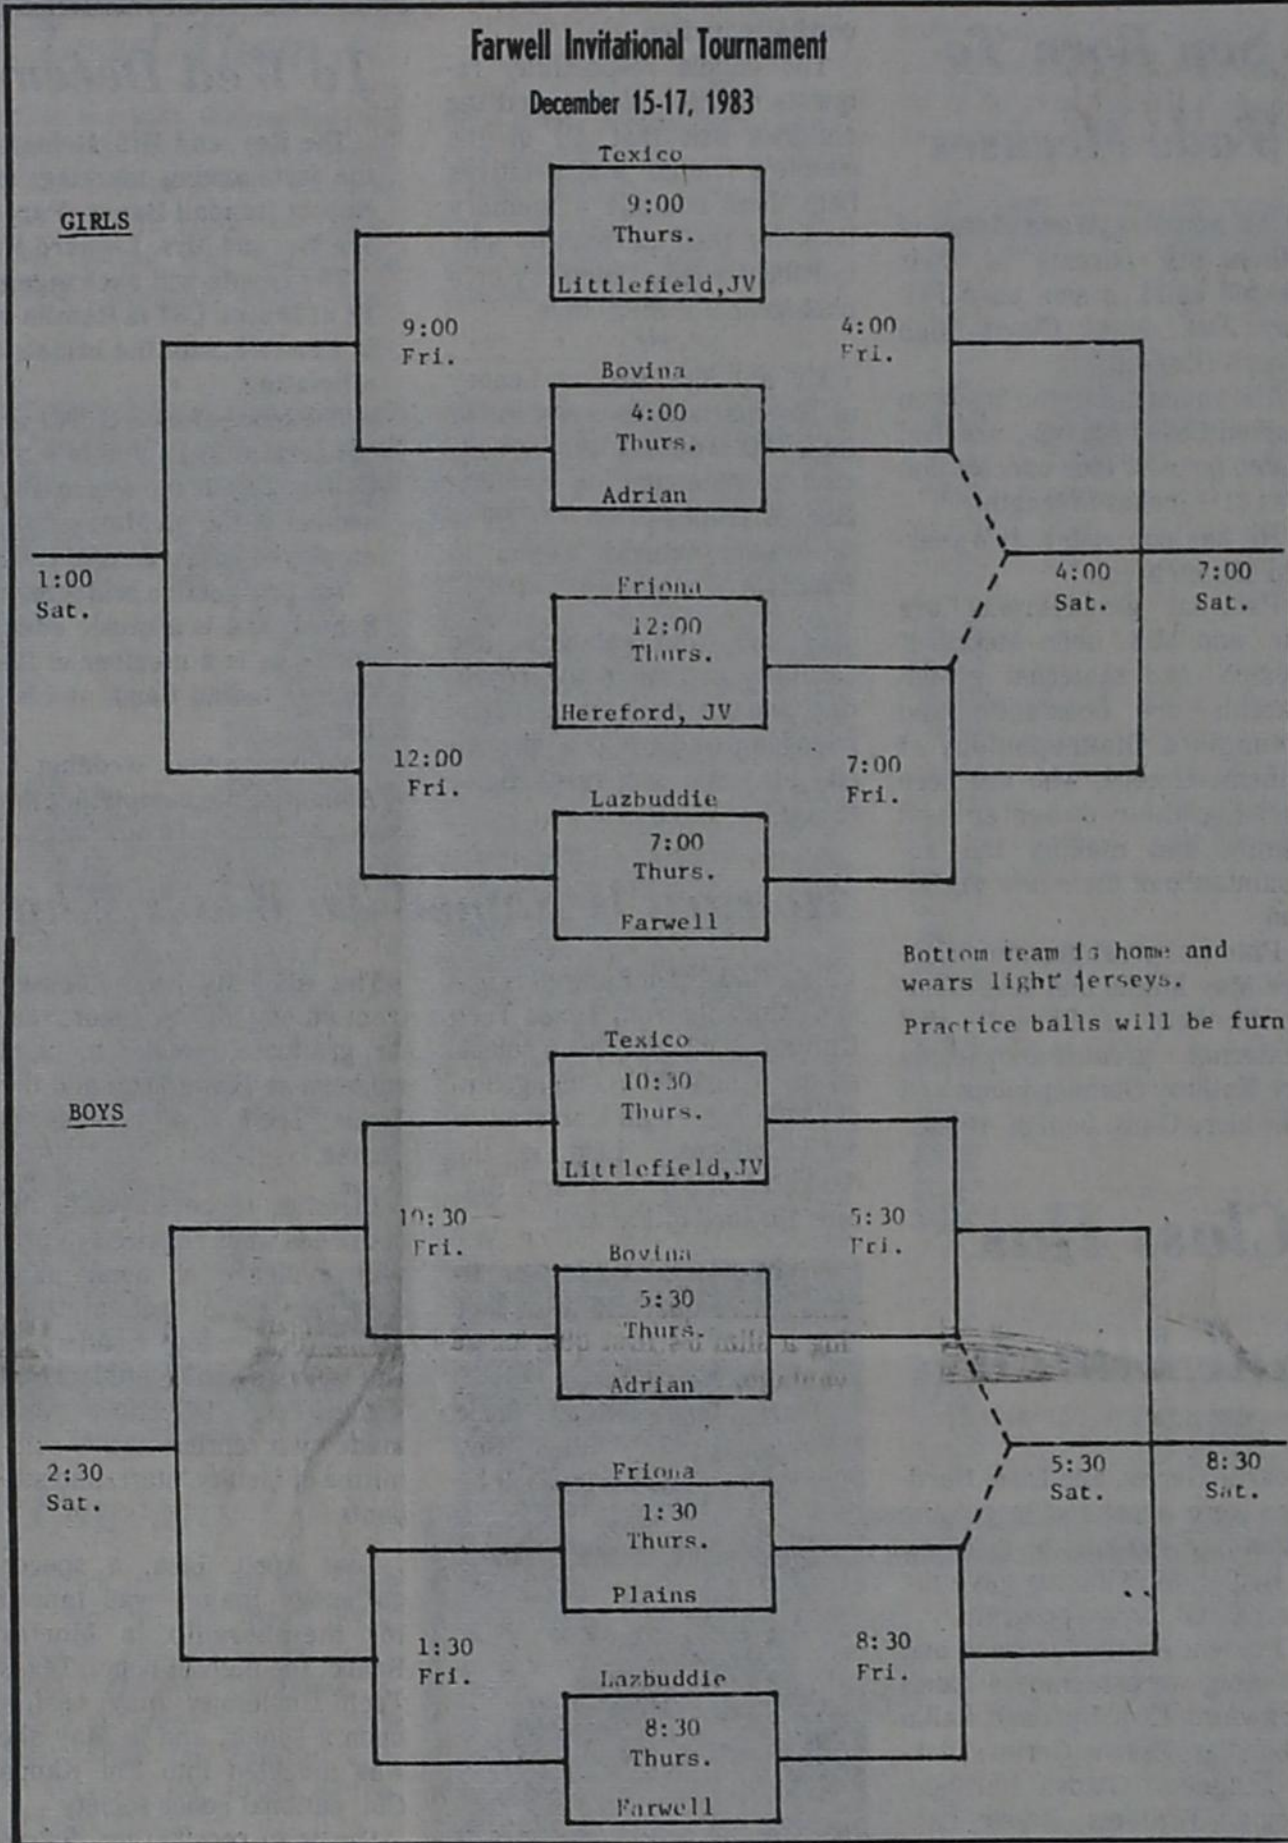 Farwell Invitational Tournament
December 15-17, 1983
GIRLS
Texico
9:00
Thurs.
Littlefield,JV
9:00
Fri.
4:00
Fri.
Bovina
4:00
Thurs.
Adrian
1:00
Sat.
4:00
Sat.
7:00
Sat.
Friona
12:00
Thurs.
Hereford, JV
12:00
Fri.
7:00
Fri.
Lazbuddie
7:00
Thurs.
Farwell
Bottom team is home and
wears light jerseys.
Practice balls will be furn
BOYS
Texico
10:30
Thurs.
Littlefield,JV
10:30
Fri.
5:30
Fri.
Bovina
5:30
Thurs.
Adrian
2:30
Sat.
5:30
Sat.
8:30
Sat.
Friona
1:30
Thurs.
Plains
1:30
Fri.
8:30
Fri.
Lazbuddie
8:30
Thurs.
Farwell